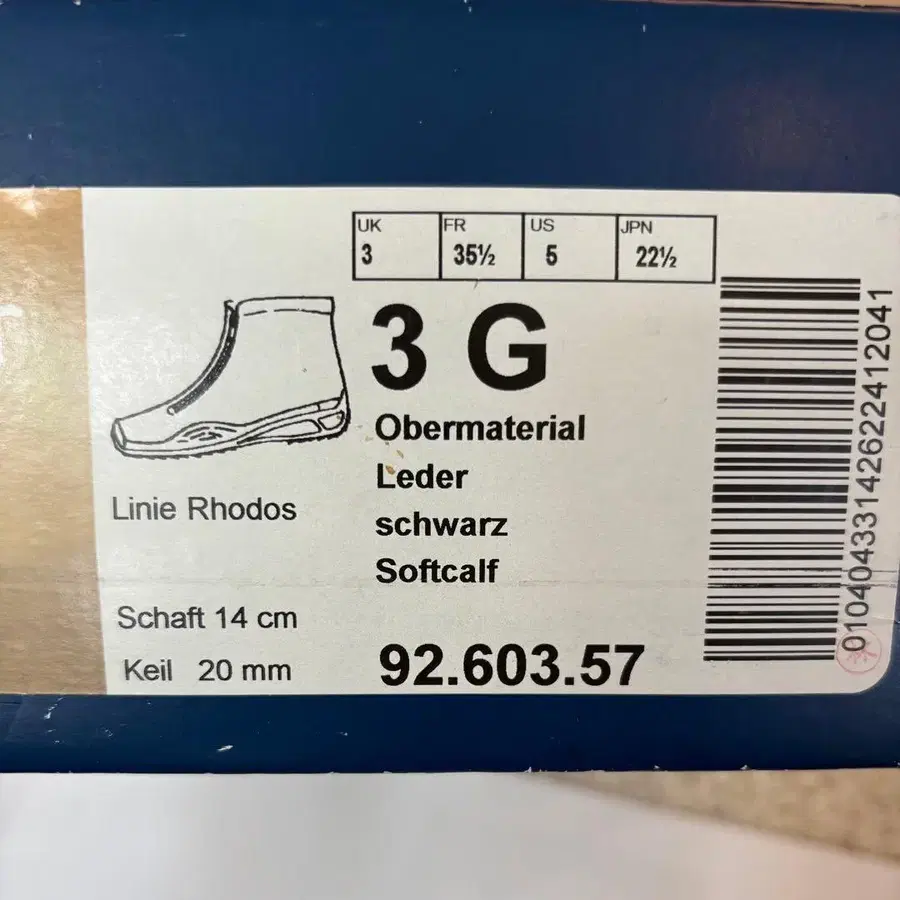 UK FR US JPN
3 35½ 5 22½
3 G
Obermaterial
Leder
schwarz
Softcalf
Linie Rhodos
Schaft 14 cm
Keil 20 mm
92.603.57
01040433142622412041